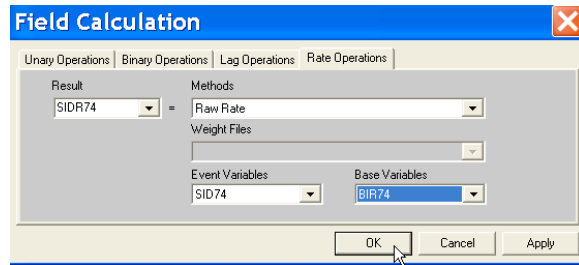 Field Calculation
Unary Operations Binary Operations Lag Operations Rate Operations
Result Methods
SIDR74 = Raw Rate
Weight Files
Event Variables Base Variables
SID74 BIR74
OK Cancel Apply